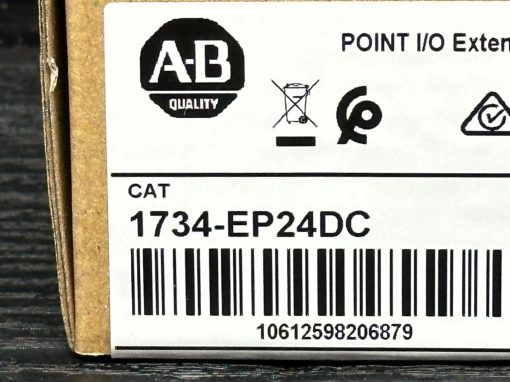 A-B
QUALITY
POINT I/O Exten
CAT
1734-EP24DC
10612598206879